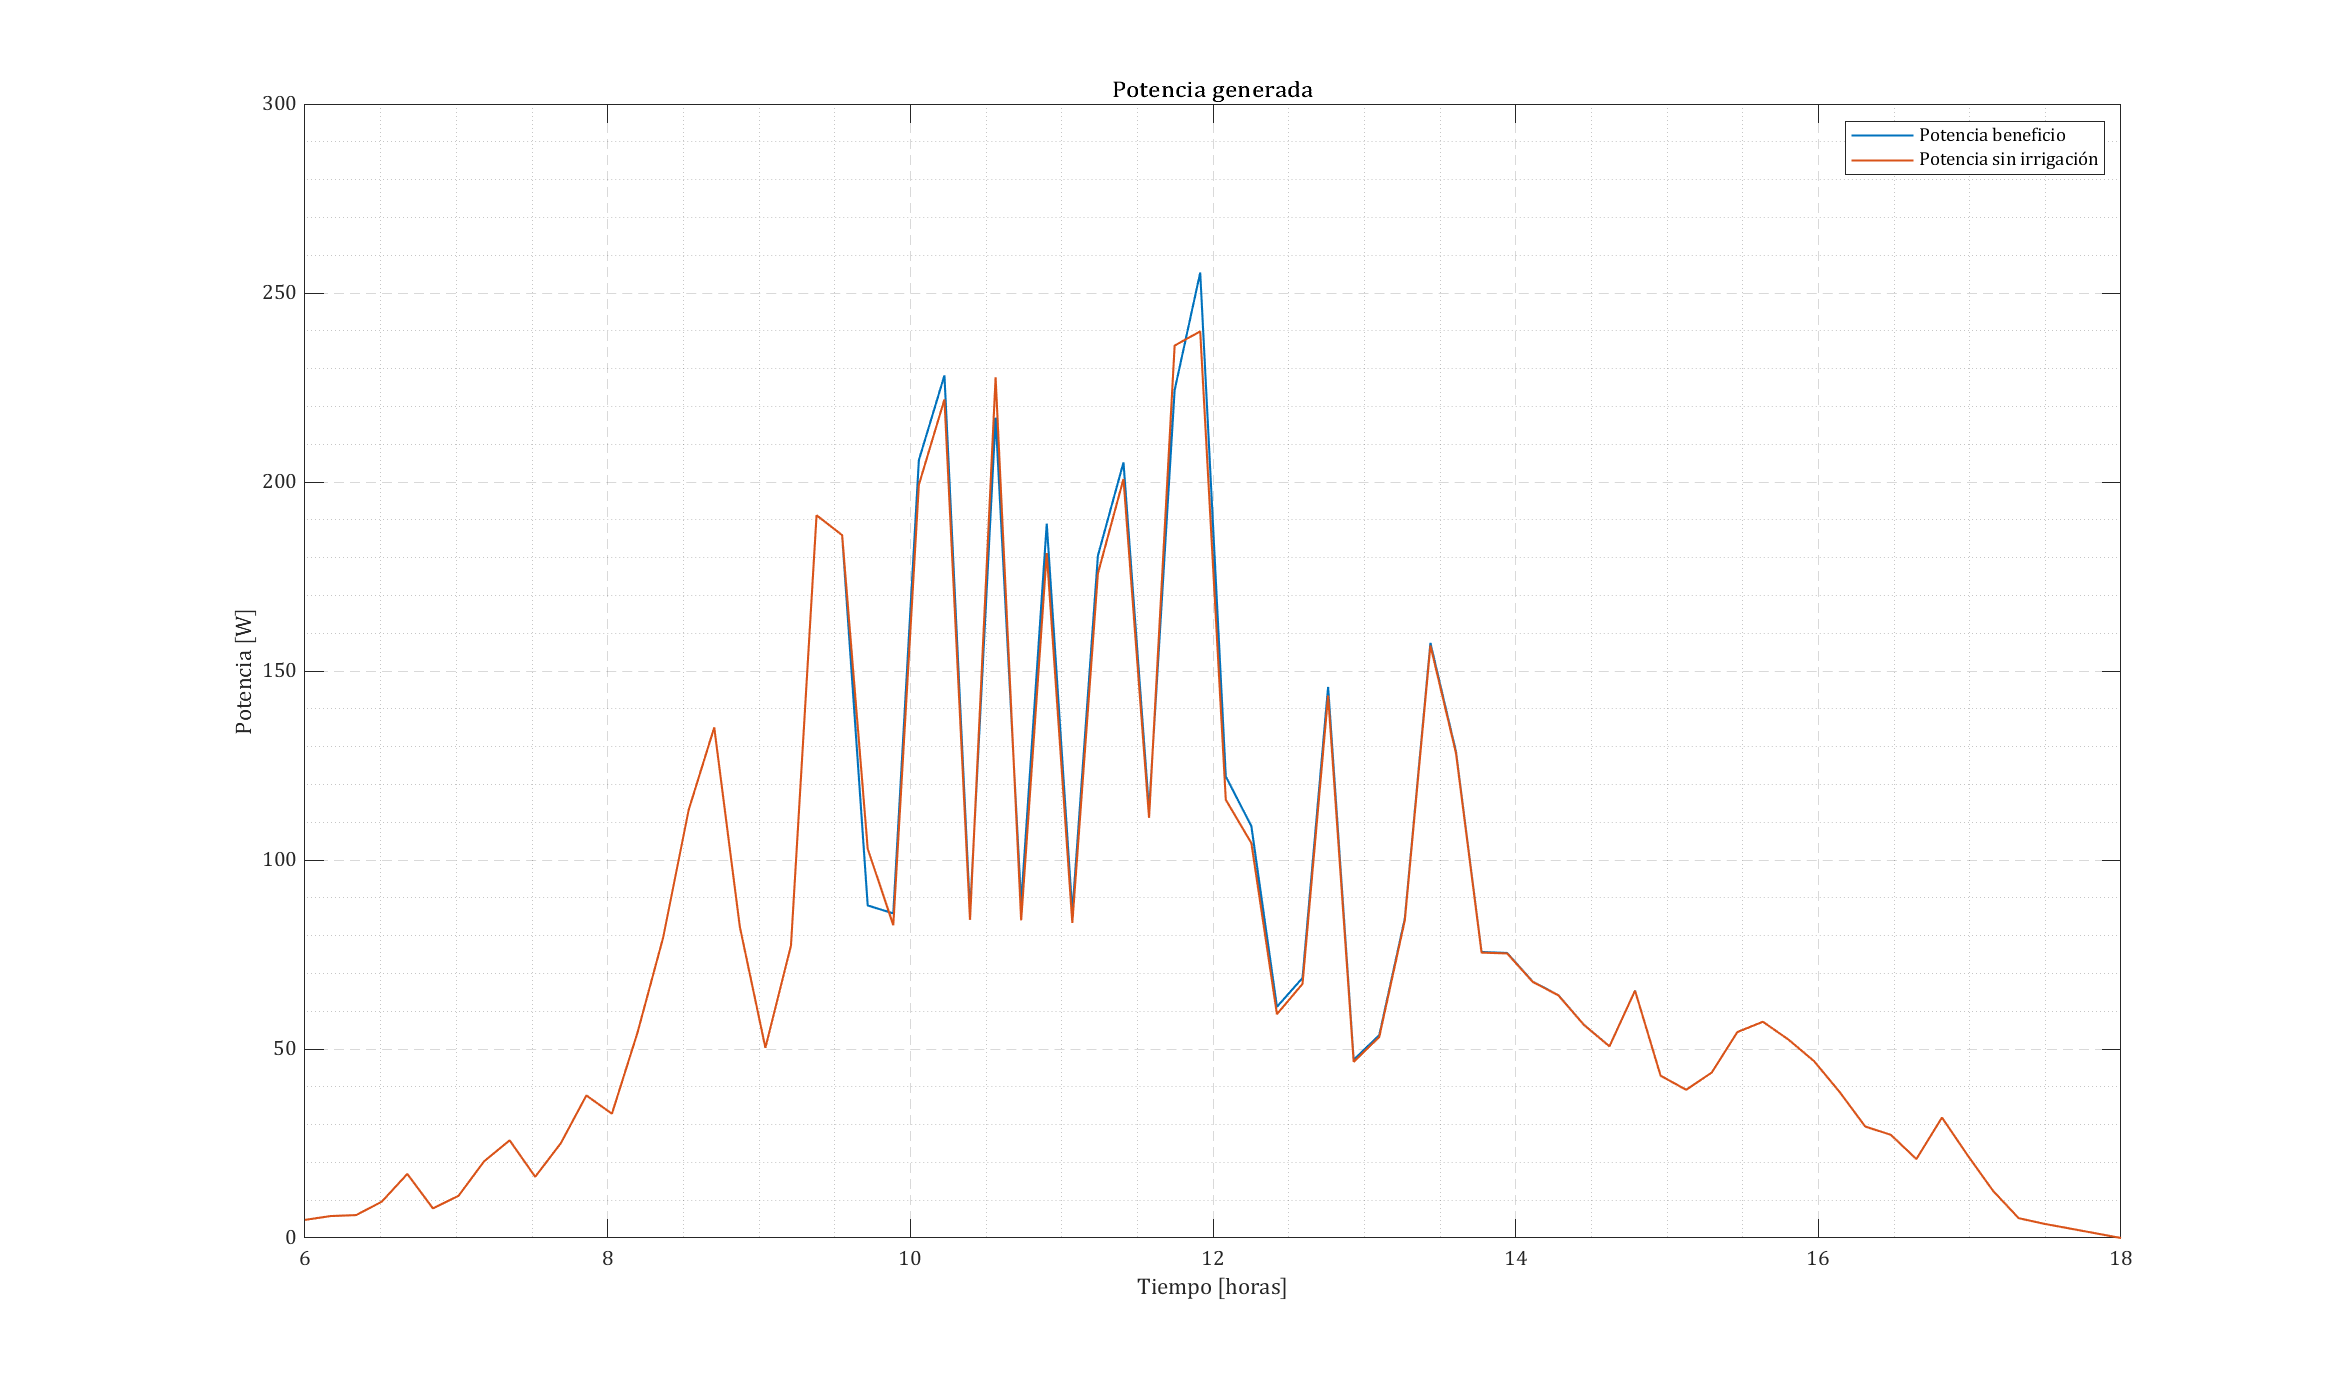 Potencia generada
300
250
200
150
100
50
0
Potencia [W]
6 8 10 12 14 16 18
Tiempo [horas]
Potencia beneficio
Potencia sin irrigación